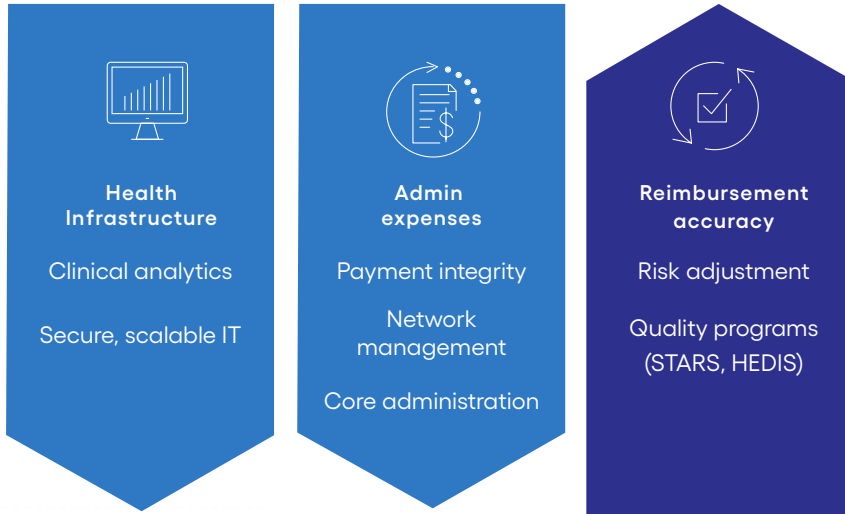 Health
Infrastructure
Clinical analytics
Secure, scalable IT
$
Admin
expenses
Payment integrity
Network
management
Core administration
Reimbursement
accuracy
Risk adjustment
Quality programs
(STARS, HEDIS)